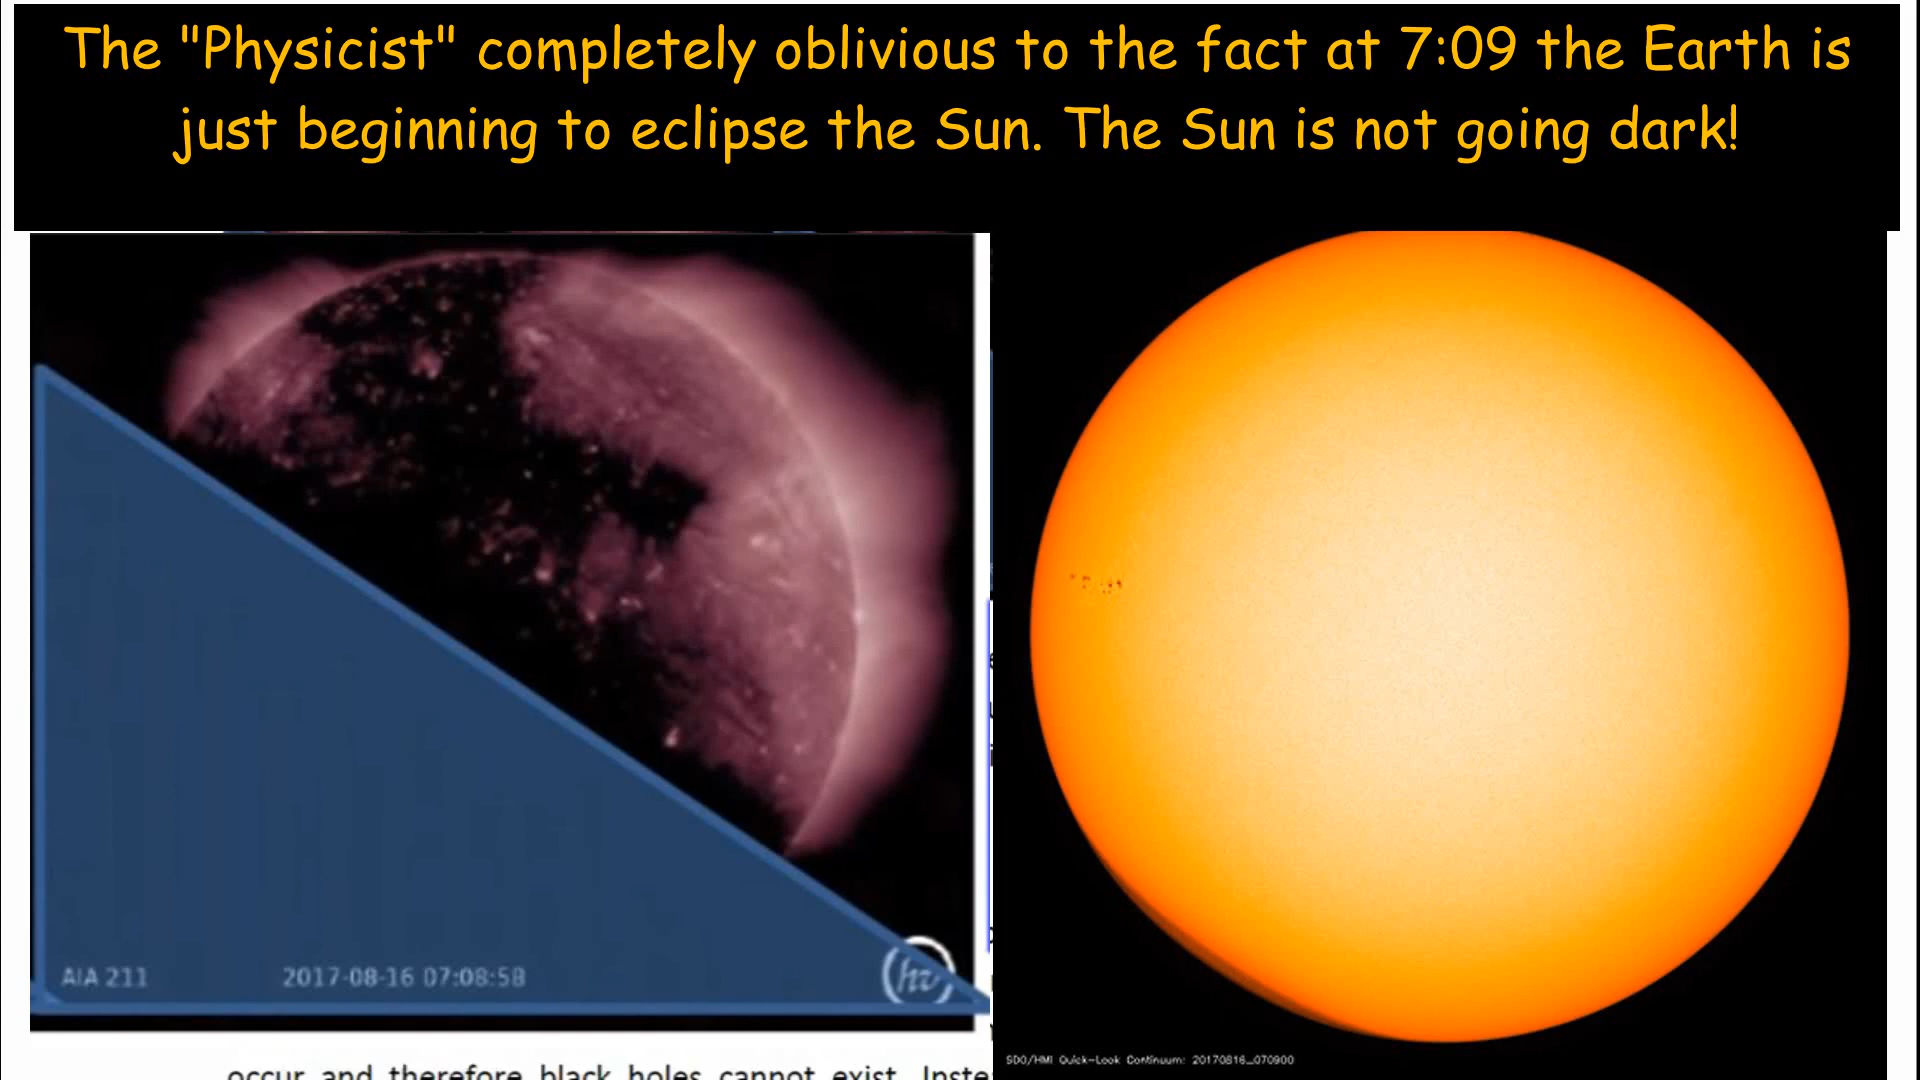 The "Physicist" completely oblivious to the fact at 7:09 the Earth is
just beginning to eclipse the Sun. The Sun is not going dark!
AIA 211
2017-08-16 07:08:58
hv
SDO/HMI Quick-Look Continuum: 20170816_070900
occur and therefore black holes cannot exist. Inste